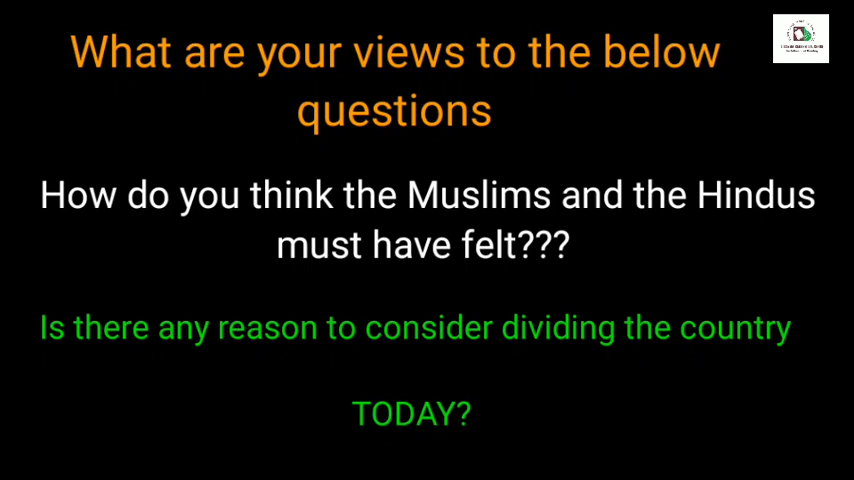 What are your views to the below
questions
How do you think the Muslims and the Hindus
must have felt???
Is there any reason to consider dividing the country
TODAY?